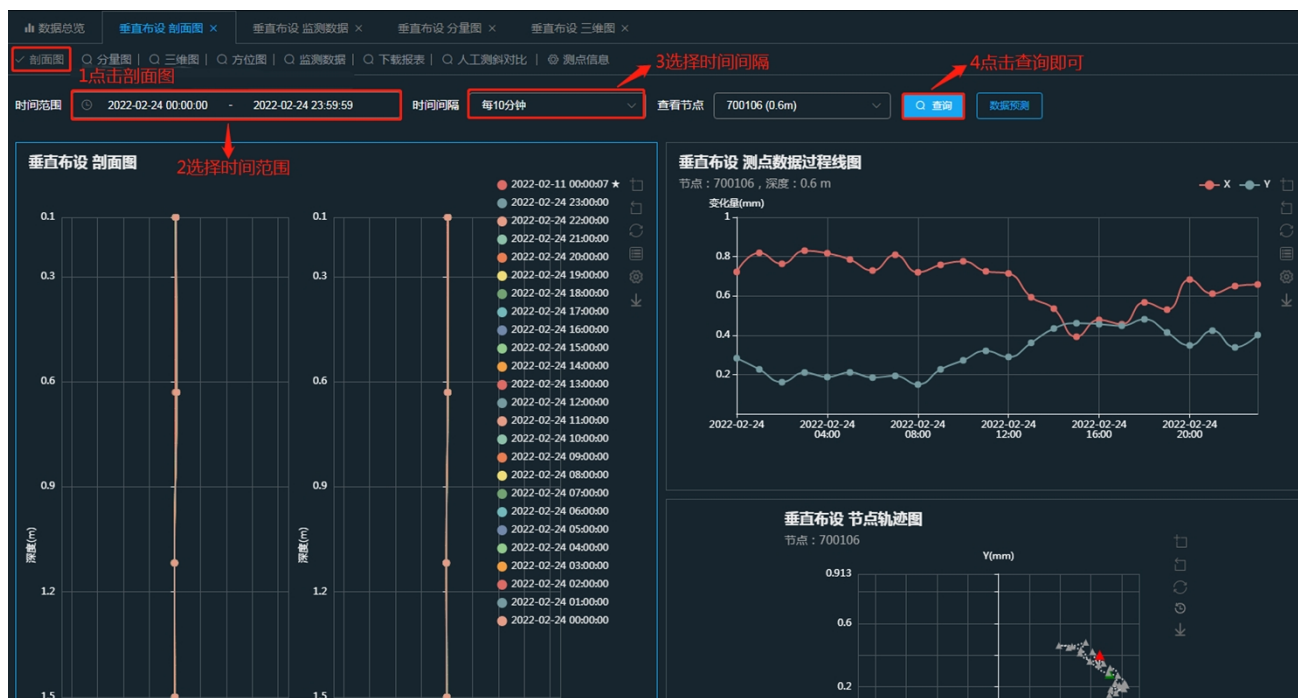 数据总览 垂直布设 剖面图 × 垂直布设 监测数据 × 垂直布设 分量图 × 垂直布设 三维图 ×
剖面图 分量图 | 三维图 | 方位图 | 监测数据 | 下载报表 | 人工测斜对比 | 测点信息
1点击剖面图 3选择时间间隔 4点击查询即可
时间范围 2022-02-24 00:00:00 - 2022-02-24 23:59:59 时间间隔 每10分钟 查看节点 700106 (0.6m) 查询 数据预测
2选择时间范围
垂直布设 剖面图
2022-02-11 00:00:07 ★
2022-02-24 23:00:00
2022-02-24 22:00:00
2022-02-24 21:00:00
2022-02-24 20:00:00
2022-02-24 19:00:00
2022-02-24 18:00:00
2022-02-24 17:00:00
2022-02-24 16:00:00
2022-02-24 15:00:00
2022-02-24 14:00:00
2022-02-24 13:00:00
2022-02-24 12:00:00
2022-02-24 11:00:00
2022-02-24 10:00:00
2022-02-24 09:00:00
2022-02-24 08:00:00
2022-02-24 07:00:00
2022-02-24 06:00:00
2022-02-24 05:00:00
2022-02-24 04:00:00
2022-02-24 03:00:00
2022-02-24 02:00:00
2022-02-24 01:00:00
2022-02-24 00:00:00
0.1 0.1
0.3 0.3
0.6 0.6
0.9 0.9
深度(m) 深度(m)
1.2 1.2
1.5 1.5
垂直布设 测点数据过程线图
节点：700106，深度：0.6 m
X Y
变化量(mm)
1
0.8
0.6
0.4
0.2
2022-02-24 2022-02-24 2022-02-24 2022-02-24 2022-02-24 2022-02-24
04:00 08:00 12:00 16:00 20:00
垂直布设 节点轨迹图
节点：700106
Y(mm)
0.913
0.6
0.2